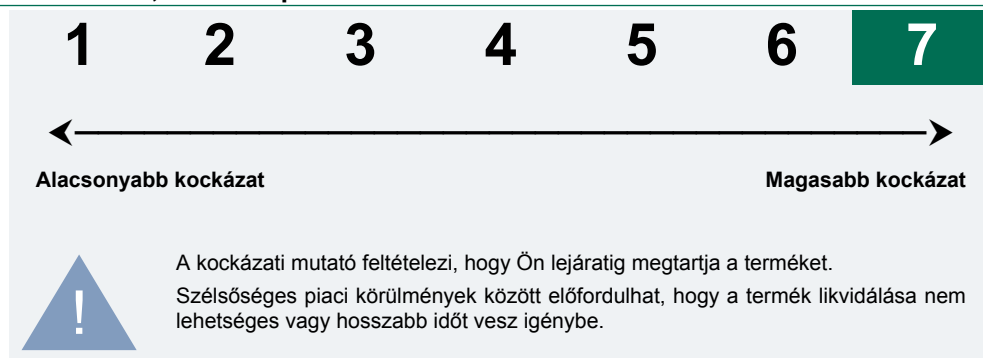 1 2 3 4 5 6 7
Alacsonyabb kockázat Magasabb kockázat
A kockázati mutató feltételezi, hogy Ön lejáratig megtartja a terméket.
Szélsőséges piaci körülmények között előfordulhat, hogy a termék likvidálása nem
lehetséges vagy hosszabb időt vesz igénybe.
!